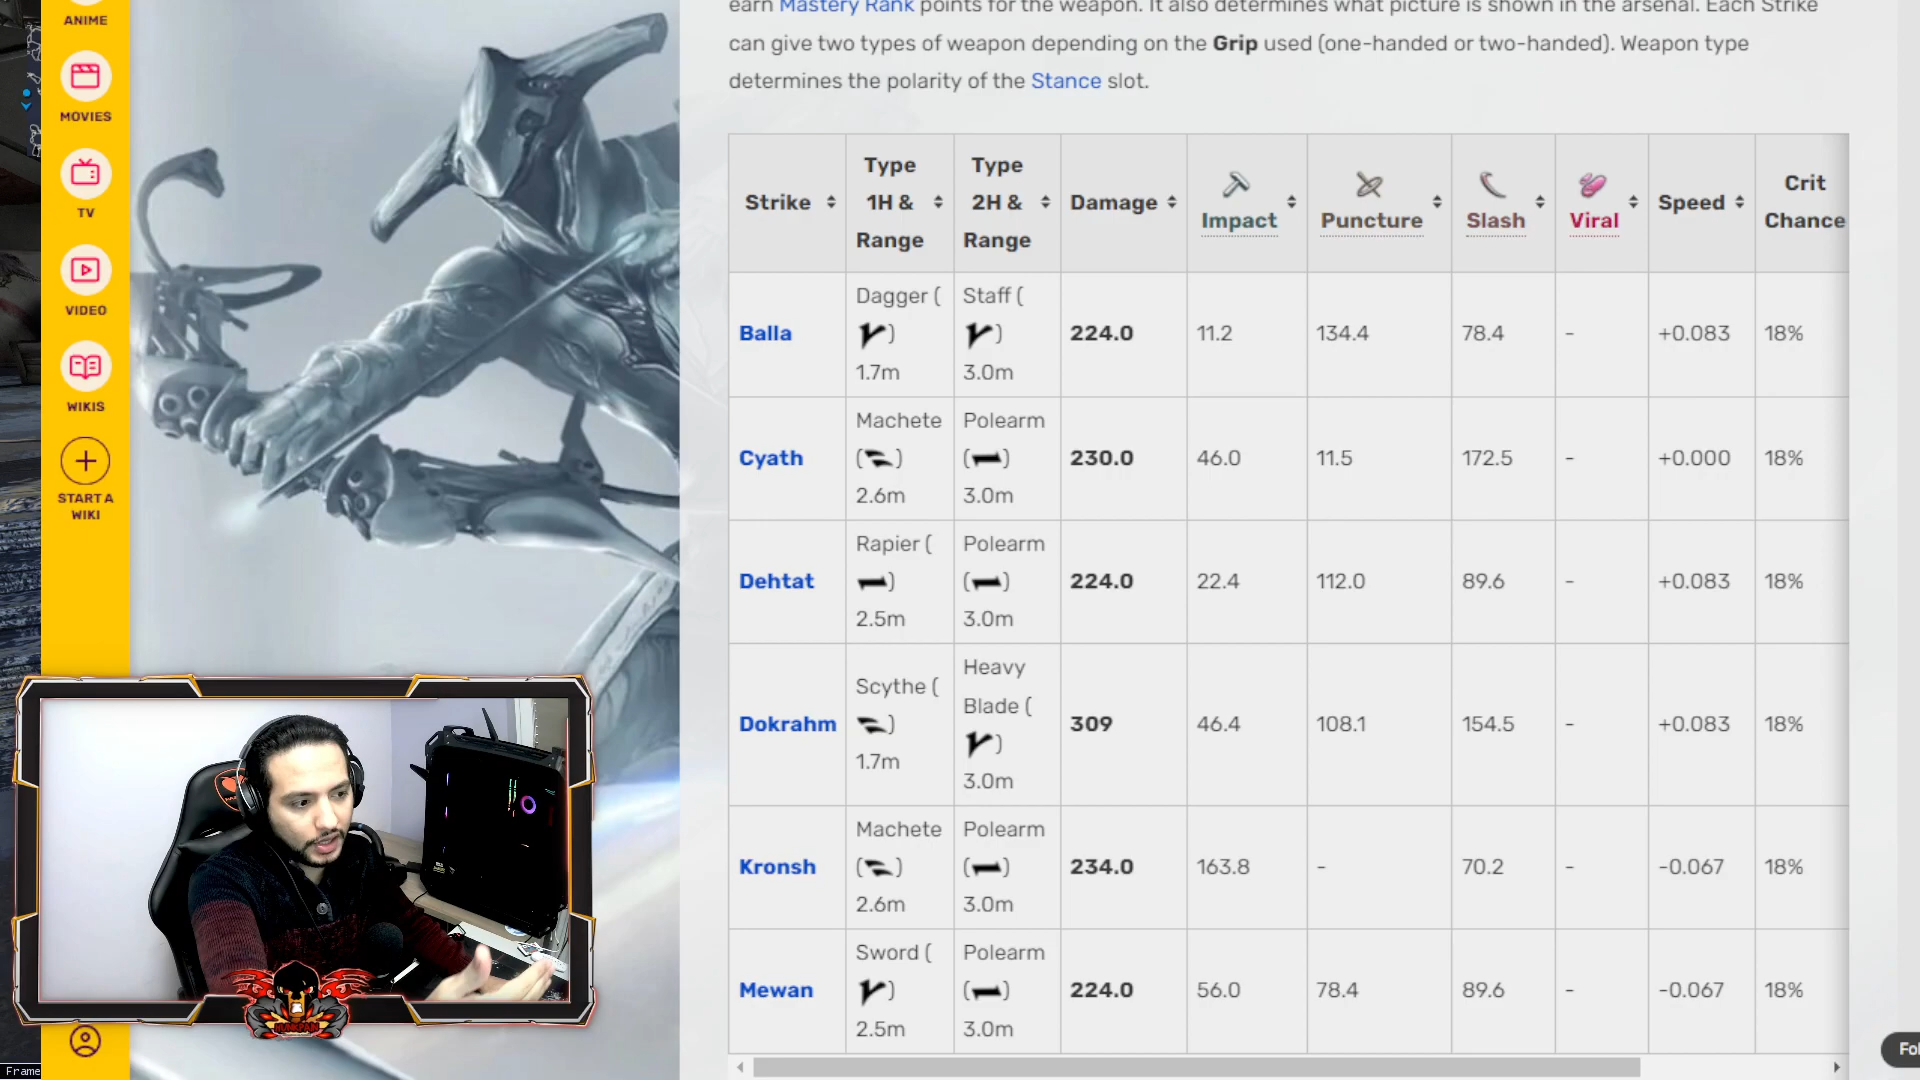 ANIME
MOVIES
TV
VIDEO
WIKIS
START A
WIKI
earn Mastery Rank points for the weapon. It also determines what picture is shown in the arsenal. Each Strike
can give two types of weapon depending on the Grip used (one-handed or two-handed). Weapon type
determines the polarity of the Stance slot.
Strike Type 1H & Range Type 2H & Range Damage Impact Puncture Slash Viral Speed Crit Chance
Balla Dagger ( ) 1.7m Staff ( ) 3.0m 224.0 11.2 134.4 78.4 - +0.083 18%
Cyath Machete ( ) 2.6m Polearm ( ) 3.0m 230.0 46.0 11.5 172.5 - +0.000 18%
Dehtat Rapier ( ) 2.5m Polearm ( ) 3.0m 224.0 22.4 112.0 89.6 - +0.083 18%
Dokrahm Scythe ( ) 1.7m Heavy Blade ( ) 3.0m 309 46.4 108.1 154.5 - +0.083 18%
Kronsh Machete ( ) 2.6m Polearm ( ) 3.0m 234.0 163.8 - 70.2 - -0.067 18%
Mewan Sword ( ) 2.5m Polearm ( ) 3.0m 224.0 56.0 78.4 89.6 - -0.067 18%
Frame
Fol